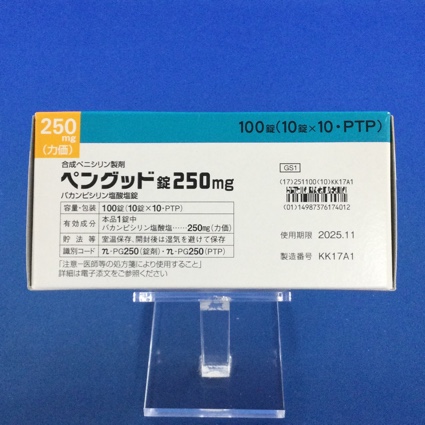 250
mg
(力価)
100錠(10錠×10・PTP)
合成ペニシリン製剤
ペングッド錠250mg
バカンピシリン塩酸塩錠
容量・包装 100錠(10錠×10・PTP)
有効成分 本品1錠中
バカンピシリン塩酸塩……250mg(力価)
貯法等 室温保存、開封後は湿気を避けて保存
識別コード π・PG250(錠剤)・π・PG250(PTP)
「注意-医師等の処方箋により使用すること」
詳細は電子添文をご参照ください
GS1
(17)251100(10)KK17A1
(01)14987376174012
使用期限 2025.11
製造番号 KK17A1